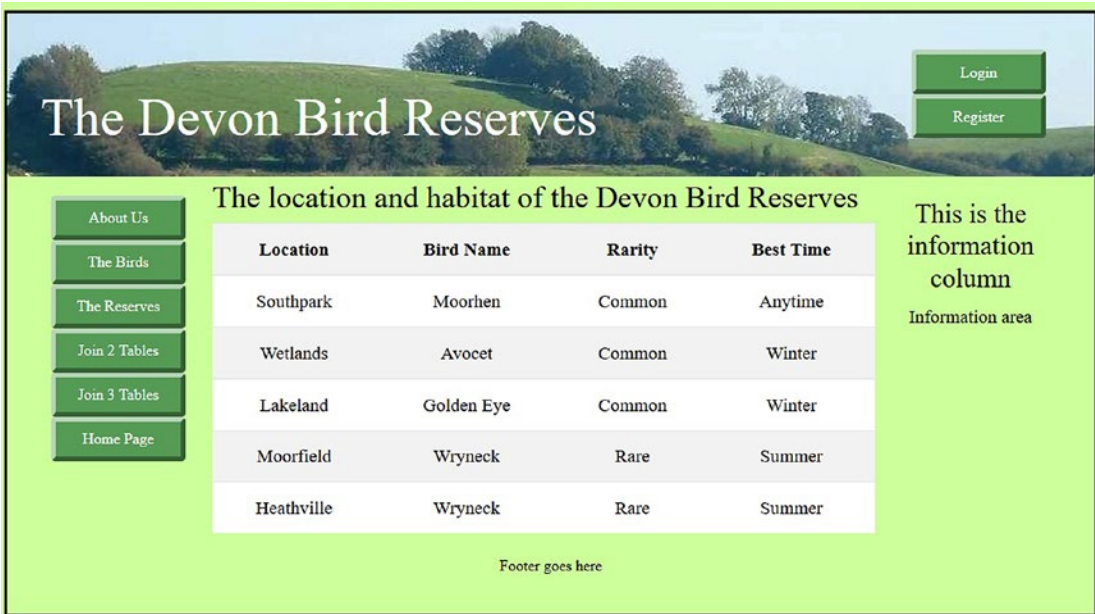 The Devon Bird Reserves
Login
Register
About Us
The Birds
The Reserves
Join 2 Tables
Join 3 Tables
Home Page
The location and habitat of the Devon Bird Reserves
Location Bird Name Rarity Best Time
Southpark Moorhen Common Anytime
Wetlands Avocet Common Winter
Lakeland Golden Eye Common Winter
Moorfield Wryneck Rare Summer
Heathville Wryneck Rare Summer
This is the
information
column
Information area
Footer goes here